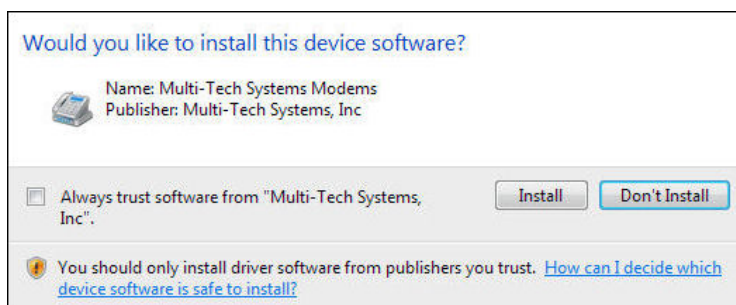 Would you like to install this device software?
Name: Multi-Tech Systems Modems
Publisher: Multi-Tech Systems, Inc
Always trust software from "Multi-Tech Systems,
Inc".
Install
Don't Install
You should only install driver software from publishers you trust. How can I decide which
device software is safe to install?